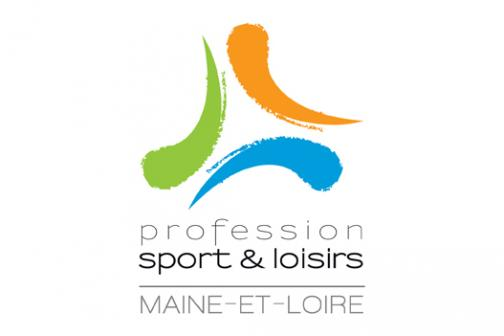 profession
sport & loisirs
MAINE-ET-LOIRE